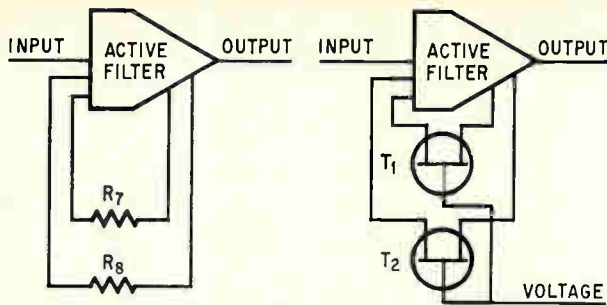 INPUT
ACTIVE
FILTER
OUTPUT
R7
R8
INPUT
ACTIVE
FILTER
OUTPUT
T1
T2
VOLTAGE